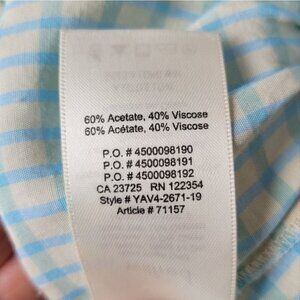 60% Acetate, 40% Viscose
60% Acétate, 40% Viscose
P.O. # 4500098190
P.O. # 4500098191
P.O. # 4500098192
CA 23725 RN 122354
Style # YAV4-2671-19
Article # 71157